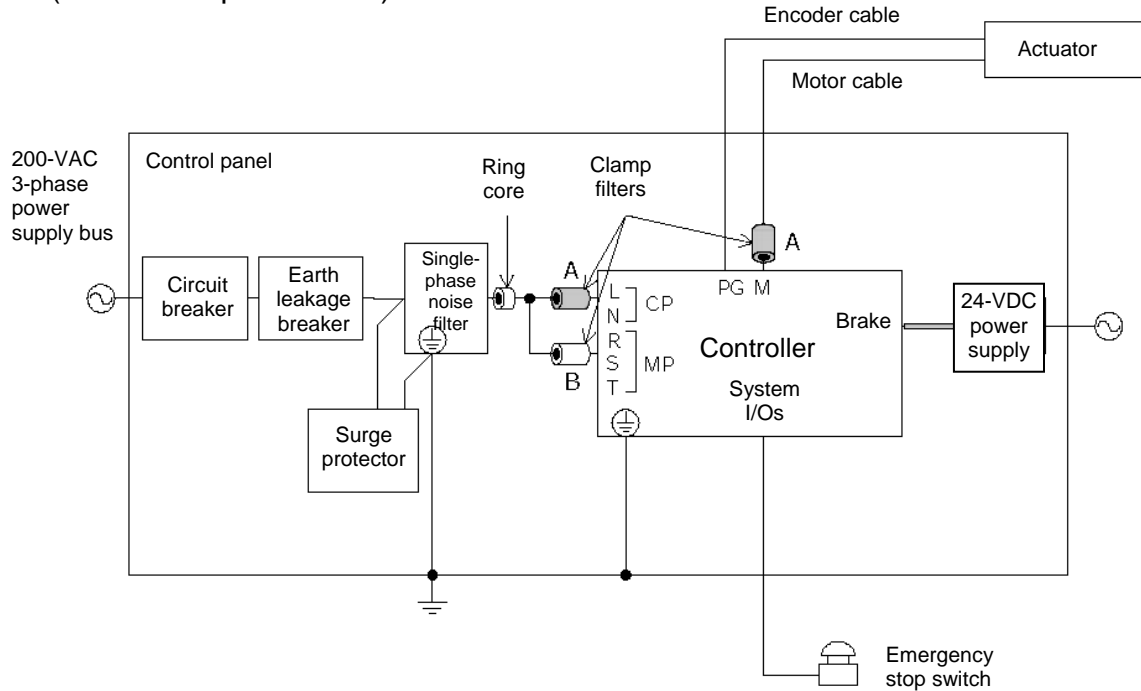 Encoder cable
Actuator
Motor cable
200-VAC
3-phase
power
supply bus
Control panel
Ring
core
Clamp
filters
A
Circuit
breaker
Earth
leakage
breaker
Single-
phase
noise
filter
A
B
L
N
CP
R
S
T
MP
PG M
Brake
Controller
System
I/Os
24-VDC
power
supply
Surge
protector
Emergency
stop switch